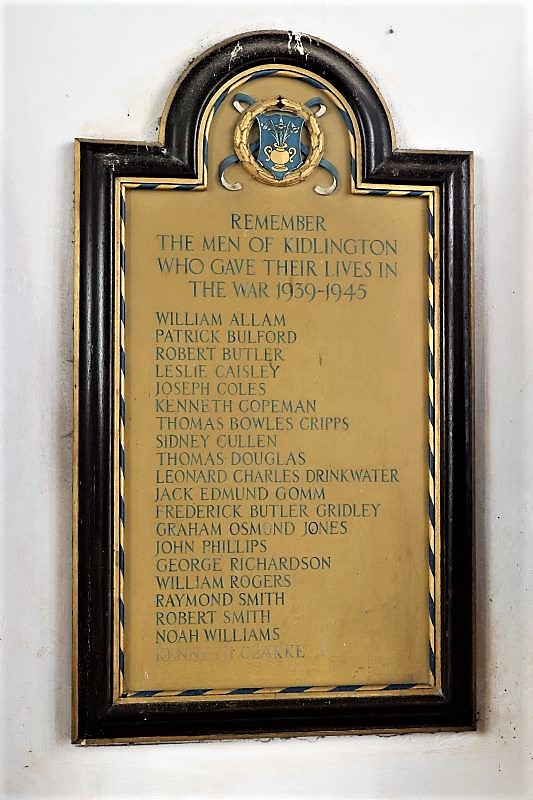 REMEMBER
THE MEN OF KIDLINGTON
WHO GAVE THEIR LIVES IN
THE WAR 1939-1945
WILLIAM ALLAM
PATRICK BULFORD
ROBERT BUTLER
LESLIE CAISLEY
JOSEPH COLES
KENNETH COPEMAN
THOMAS BOWLES CRIPPS
SIDNEY CULLEN
THOMAS DOUGLAS
LEONARD CHARLES DRINKWATER
JACK EDMUND GOMM
FREDERICK BUTLER GRIDLEY
GRAHAM OSMOND JONES
JOHN PHILLIPS
GEORGE RICHARDSON
WILLIAM ROGERS
RAYMOND SMITH
ROBERT SMITH
NOAH WILLIAMS
KENNETH CLARKE